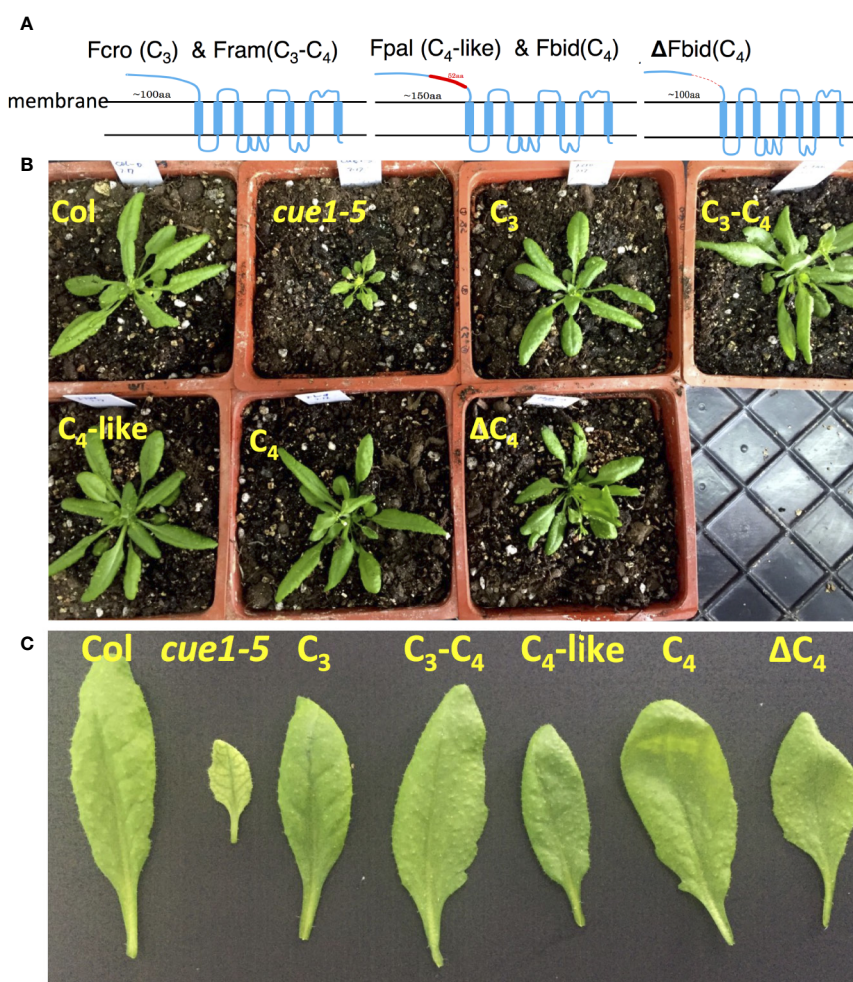 A
Fcro (C3) & Fram(C3-C4) Fpal (C4-like) & Fbid(C4) ΔFbid(C4)
52aa
membrane ~100aa ~150aa ~100aa
B
Col cue1-5 C3 C3-C4
C4-like C4 ΔC4
C
Col cue1-5 C3 C3-C4 C4-like C4 ΔC4